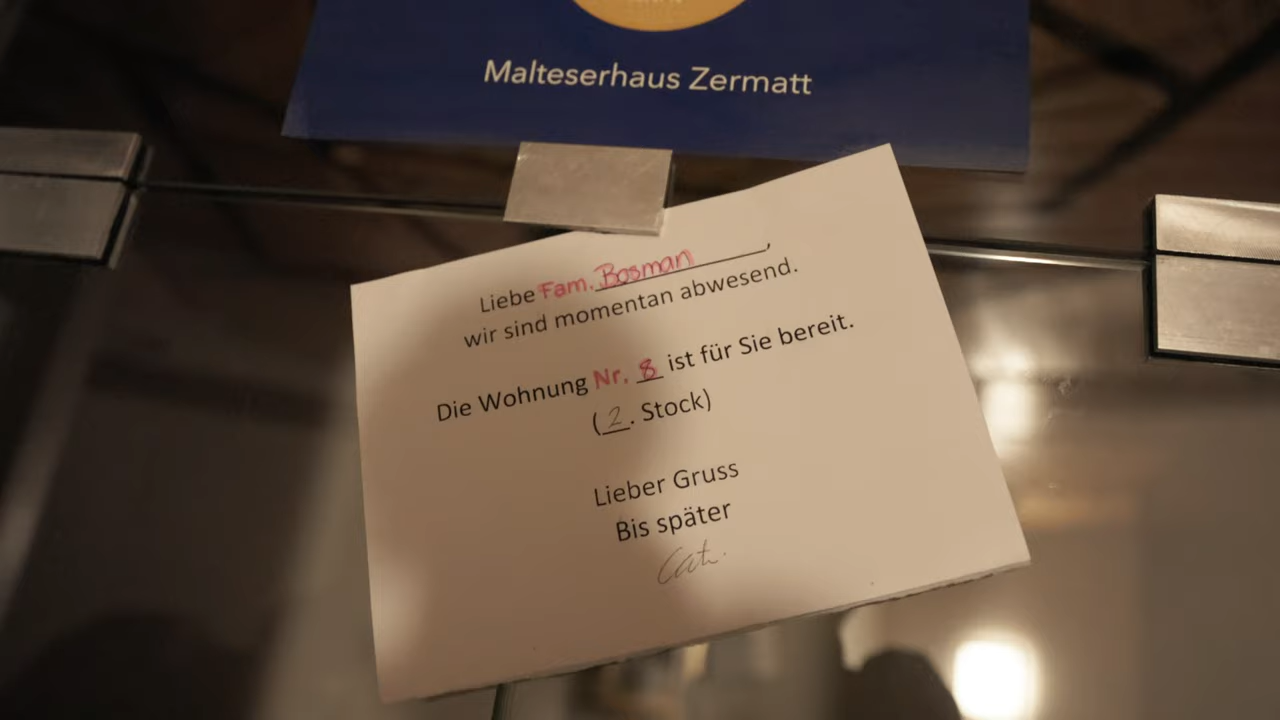 Malteserhaus Zermatt
Liebe Fam. Bosman,
wir sind momentan abwesend.
Die Wohnung Nr. 8 ist für Sie bereit.
(2. Stock)
Lieber Gruss
Bis später